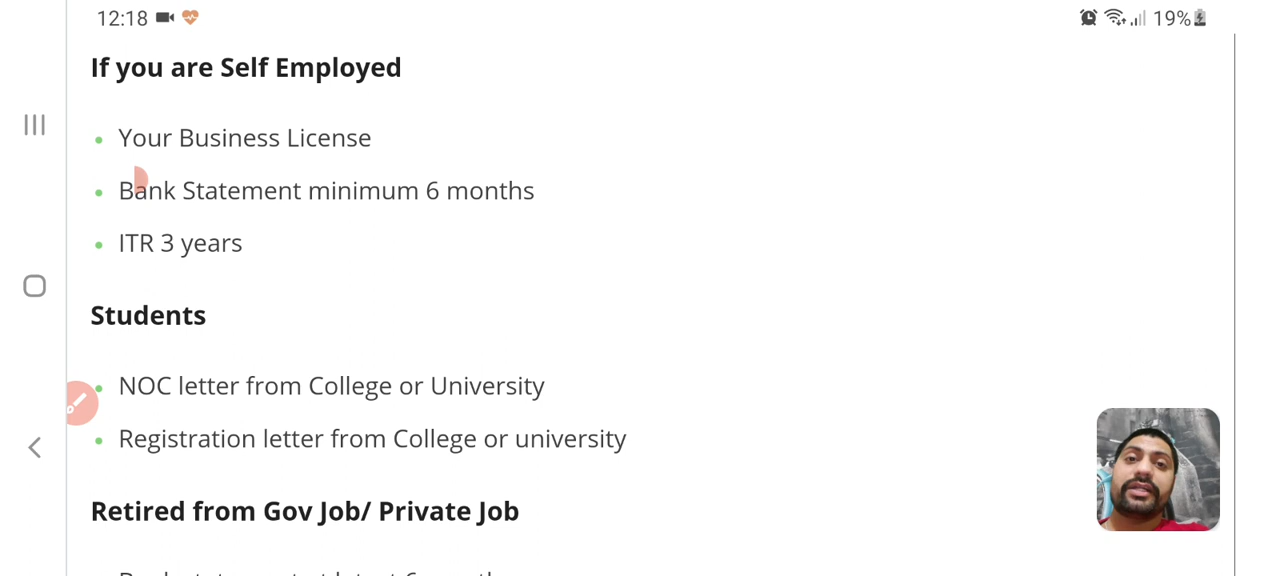 12:18
19%
If you are Self Employed
Your Business License
Bank Statement minimum 6 months
ITR 3 years
Students
NOC letter from College or University
Registration letter from College or university
Retired from Gov Job/ Private Job